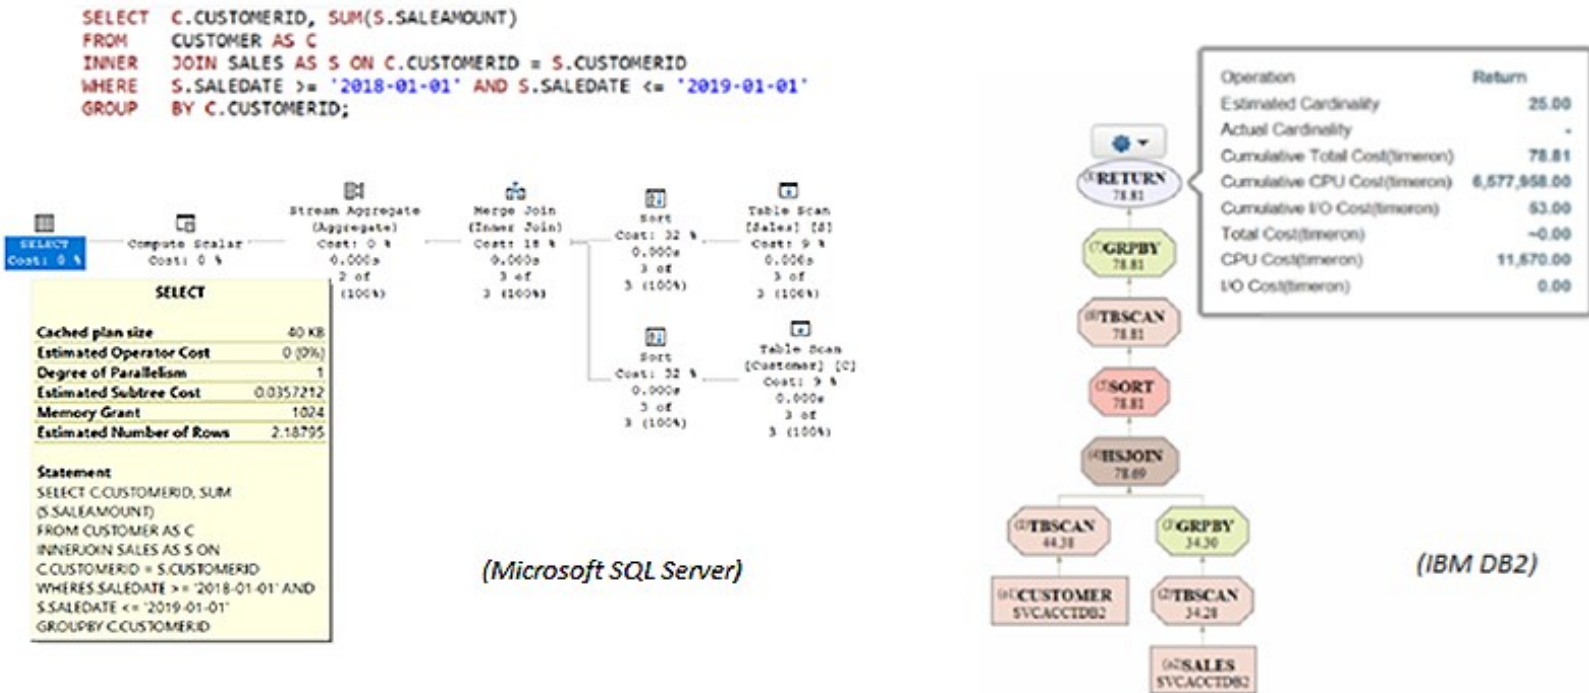 SELECT C.CUSTOMERID, SUM(S.SALEAMOUNT)
FROM CUSTOMER AS C
INNER JOIN SALES AS S ON C.CUSTOMERID = S.CUSTOMERID
WHERE S.SALEDATE >= '2018-01-01' AND S.SALEDATE <= '2019-01-01'
GROUP BY C.CUSTOMERID;
SELECT
Cost: 0 %
Compute Scalar
Cost: 0 %
Stream Aggregate
(Aggregate)
Cost: 0 %
0.000s
2 of
(100%)
Merge Join
(Inner Join)
Cost: 18 %
0.000s
3 of
3 (100%)
Sort
Cost: 32 %
0.000s
3 of
3 (100%)
Table Scan
[Sales] [S]
Cost: 9 %
0.000s
3 of
3 (100%)
Sort
Cost: 32 %
0.000s
3 of
3 (100%)
Table Scan
[Customer] [C]
Cost: 9 %
0.000s
3 of
3 (100%)
SELECT
Cached plan size 40 KB
Estimated Operator Cost 0 (0%)
Degree of Parallelism 1
Estimated Subtree Cost 0.0357212
Memory Grant 1024
Estimated Number of Rows 2.18795
Statement
SELECT C.CUSTOMERID, SUM
(S.SALEAMOUNT)
FROM CUSTOMER AS C
INNERJOIN SALES AS S ON
C.CUSTOMERID = S.CUSTOMERID
WHERES.SALEDATE >= '2018-01-01' AND
S.SALEDATE <= '2019-01-01'
GROUPBY C.CUSTOMERID
(Microsoft SQL Server)
Operation Return
Estimated Cardinality 25.00
Actual Cardinality -
Cumulative Total Cost(timeron) 78.81
Cumulative CPU Cost(timeron) 6,577,958.00
Cumulative I/O Cost(timeron) 53.00
Total Cost(timeron) ~0.00
CPU Cost(timeron) 11,570.00
I/O Cost(timeron) 0.00
RETURN
78.81
(7)GRPBY
78.81
(6)TBSCAN
78.81
SORT
78.81
(4)HSJOIN
78.69
TBSCAN
44.38
GRPBY
34.30
CUSTOMER
SVCACCTDB2
(2)TBSCAN
34.28
SALES
SVCACCTDB2
(IBM DB2)